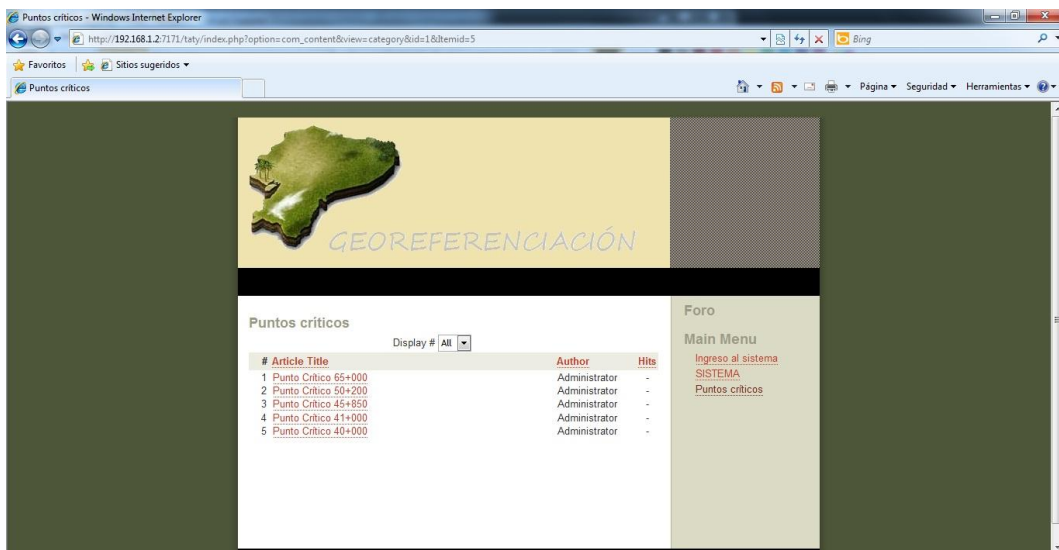 Puntos críticos - Windows Internet Explorer
http://192.168.1.2:7171/taty/index.php?option=com_content&view=category&id=1&Itemid=5
Bing
Favoritos Sitios sugeridos
Puntos críticos
Página Seguridad Herramientas
GEOREFERENCIACIÓN
Puntos criticos
Display # All
# Article Title Author Hits
1 Punto Crítico 65+000 Administrator -
2 Punto Crítico 50+200 Administrator -
3 Punto Crítico 45+850 Administrator -
4 Punto Crítico 41+000 Administrator -
5 Punto Crítico 40+000 Administrator -
Foro
Main Menu
Ingreso al sistema
SISTEMA
Puntos críticos